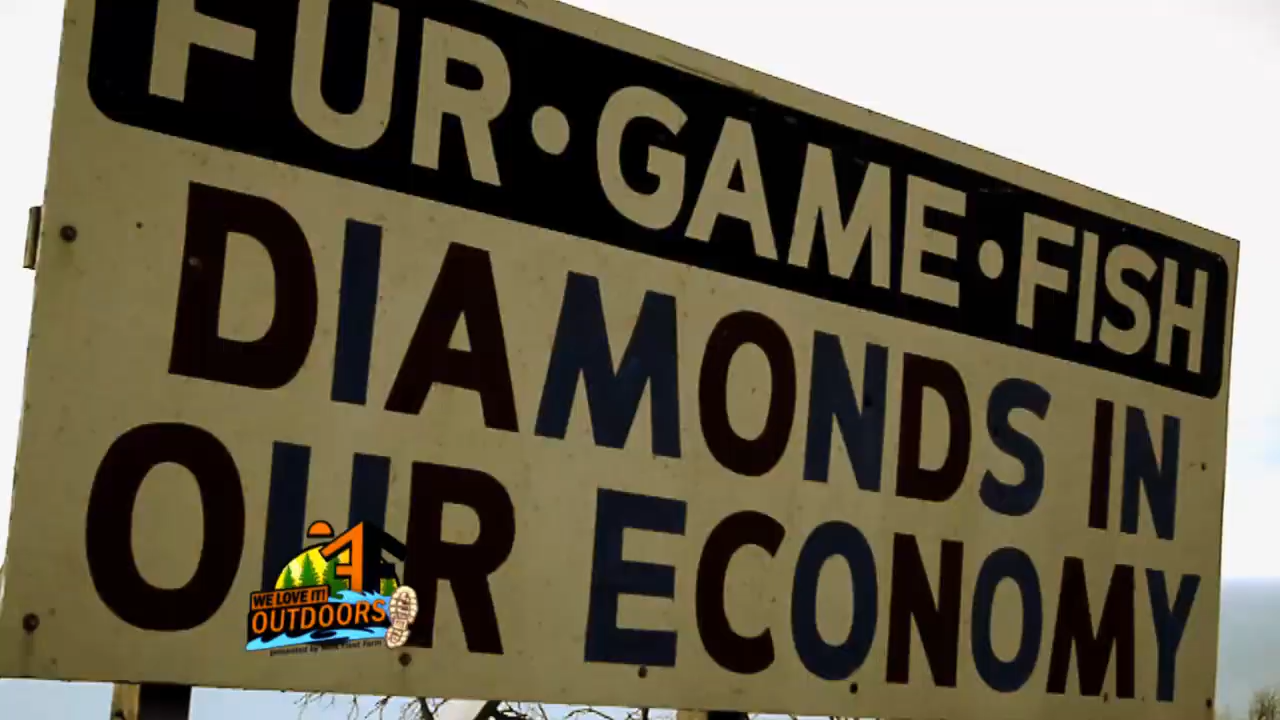 FUR • GAME • FISH
DIAMONDS IN
OUR ECONOMY
WE LOVE IT!
OUTDOORS